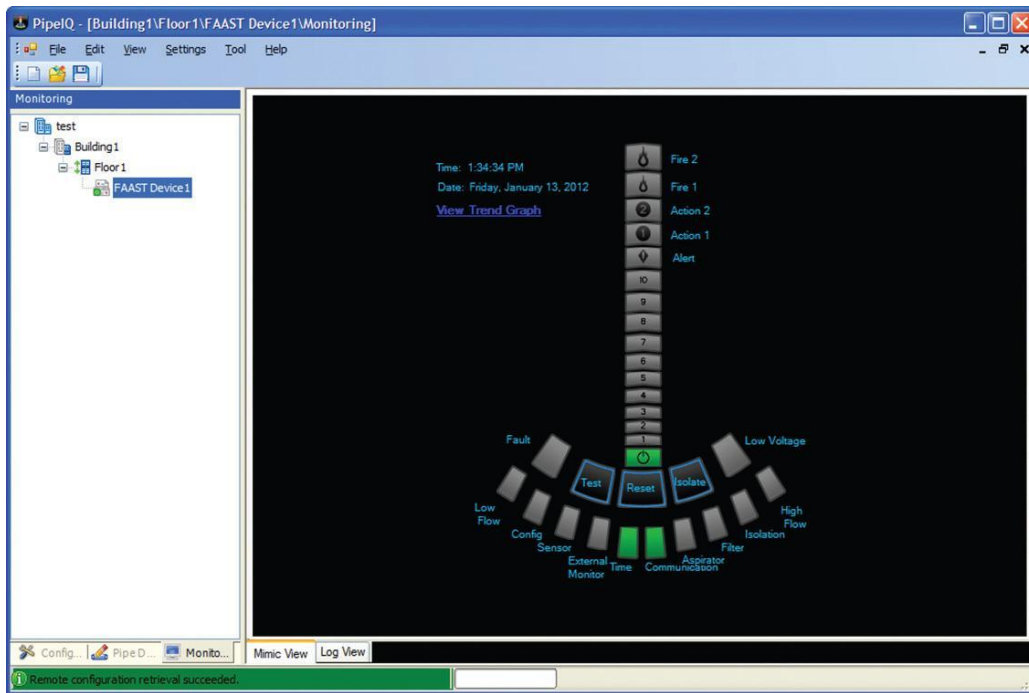 PipeIQ - [Building1\Floor1\FAAST Device1\Monitoring]
File Edit View Settings Tool Help
Monitoring
test
Building1
Floor1
FAAST Device1
Time: 1:34:34 PM
Date: Friday, January 13, 2012
View Trend Graph
Fire 2
Fire 1
2 Action 2
1 Action 1
Alert
10
9
8
7
6
5
4
3
2
1
Fault
Low Voltage
Test
Reset
Isolate
Low Flow
Config
Sensor
External Monitor
Time
Communication
Aspirator
Filter
Isolation
High Flow
Config... Pipe D... Monito...
Mimic View Log View
Remote configuration retrieval succeeded.